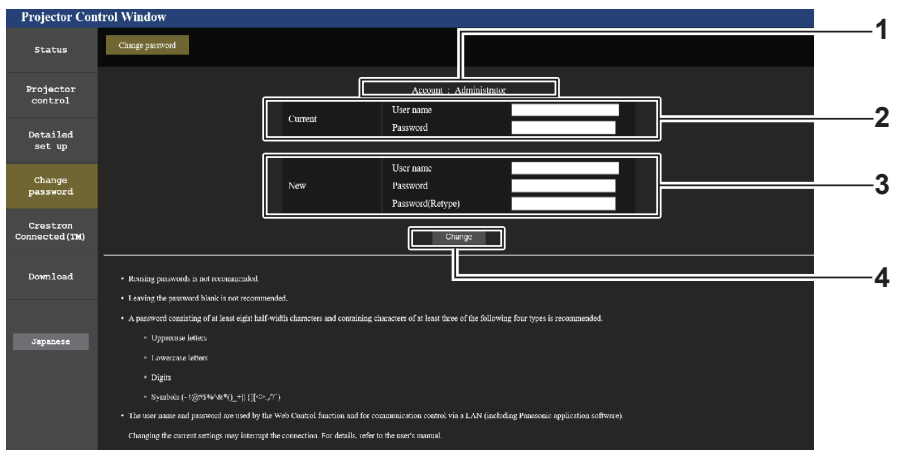 Projector Control Window
1
Status
Change password
Account : Administrator
Projector
control
Current
User name
Password
2
Detailed
set up
Change
password
New
User name
Password
Password(Retype)
3
Crestron
Connected(TM)
Change
4
Download
• Reusing passwords is not recommended.
• Leaving the password blank is not recommended.
• A password consisting of at least eight half-width characters and containing characters of at least three of the following four types is recommended.
Japanese
Uppercase letters
Lowercase letters
Digits
Symbols
• The user name and password are used by the Web Control function and for communication control via a LAN (including Panasonic application software).
Changing the current settings may interrupt the connection. For details, refer to the user's manual.